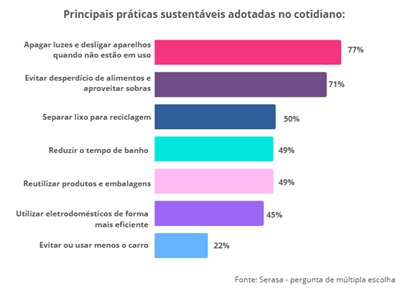 Principais práticas sustentáveis adotadas no cotidiano:
Apagar luzes e desligar aparelhos
quando não estão em uso
77%
Evitar desperdício de alimentos e
aproveitar sobras
71%
Separar lixo para reciclagem
50%
Reduzir o tempo de banho
49%
Reutilizar produtos e embalagens
49%
Utilizar eletrodomésticos de forma
mais eficiente
45%
Evitar ou usar menos o carro
22%
Fonte: Serasa - pergunta de múltipla escolha